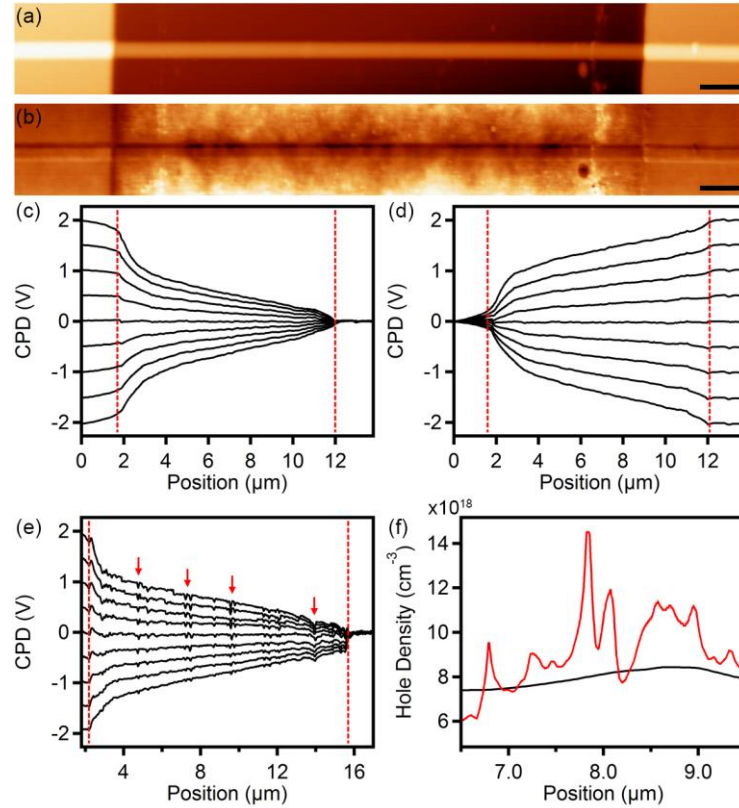 (a)
(b)
(c)
(d)
CPD (V)
2
1
0
-1
-2
0 2 4 6 8 10 12
Position (µm)
CPD (V)
2
1
0
-1
-2
0 2 4 6 8 10 12
Position (µm)
(e)
(f)
CPD (V)
2
1
0
-1
-2
4 8 12 16
Position (µm)
x10¹⁸
Hole Density (cm⁻³)
14
12
10
8
6
7.0 8.0 9.0
Position (µm)